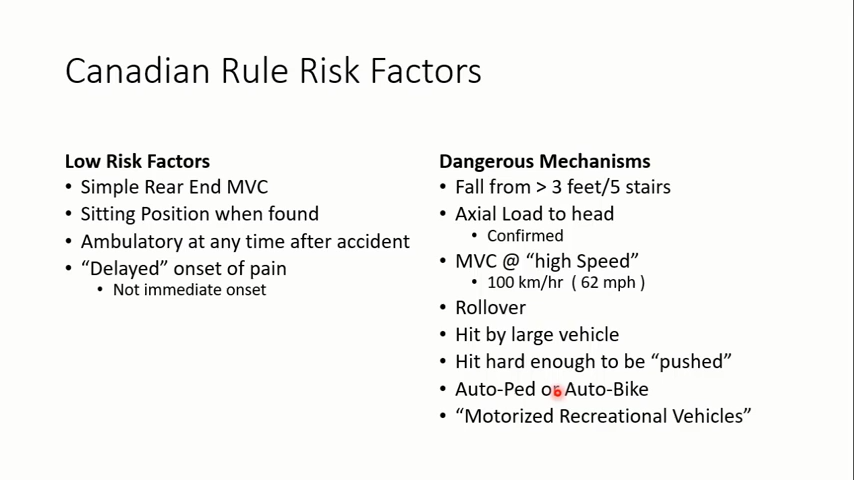 Canadian Rule Risk Factors
Low Risk Factors
• Simple Rear End MVC
• Sitting Position when found
• Ambulatory at any time after accident
• “Delayed” onset of pain
• Not immediate onset
Dangerous Mechanisms
• Fall from > 3 feet/5 stairs
• Axial Load to head
• Confirmed
• MVC @ “high Speed”
• 100 km/hr ( 62 mph )
• Rollover
• Hit by large vehicle
• Hit hard enough to be “pushed”
• Auto-Ped or Auto-Bike
• “Motorized Recreational Vehicles”